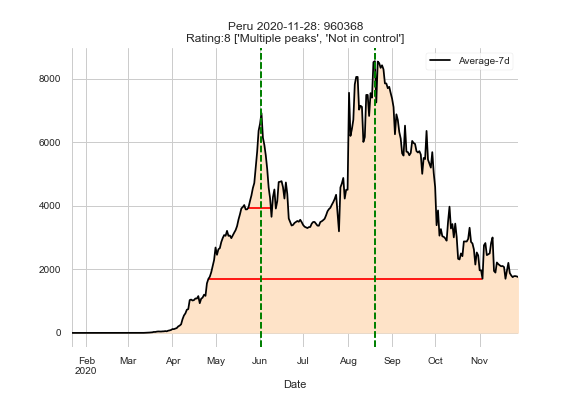 Peru 2020-11-28: 960368
Rating:8 ['Multiple peaks', 'Not in control']
Average-7d
8000
6000
4000
2000
0
Feb Mar Apr May Jun Jul Aug Sep Oct Nov
2020
Date